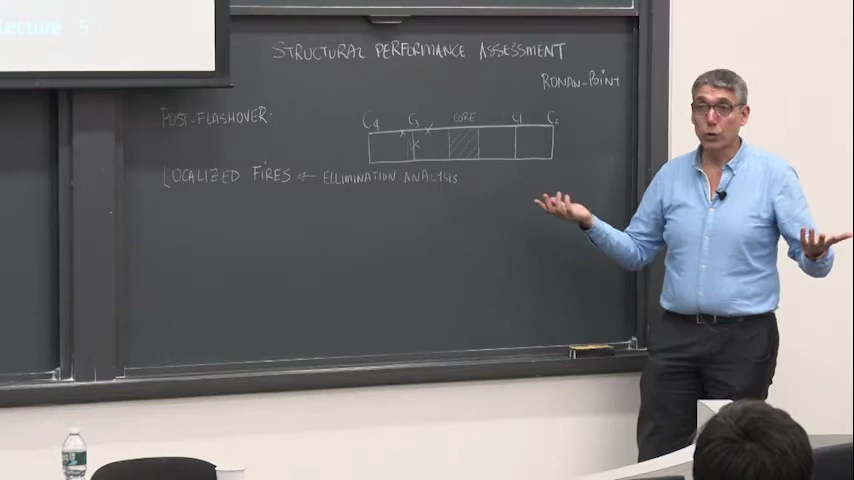 Lecture 5
STRUCTURAL PERFORMANCE ASSESSMENT
RONAN-POINT
POST-FLASHOVER
C4 C3 CORE C1 C2
LOCALIZED FIRES ← ELLIMINATION ANALYSIS